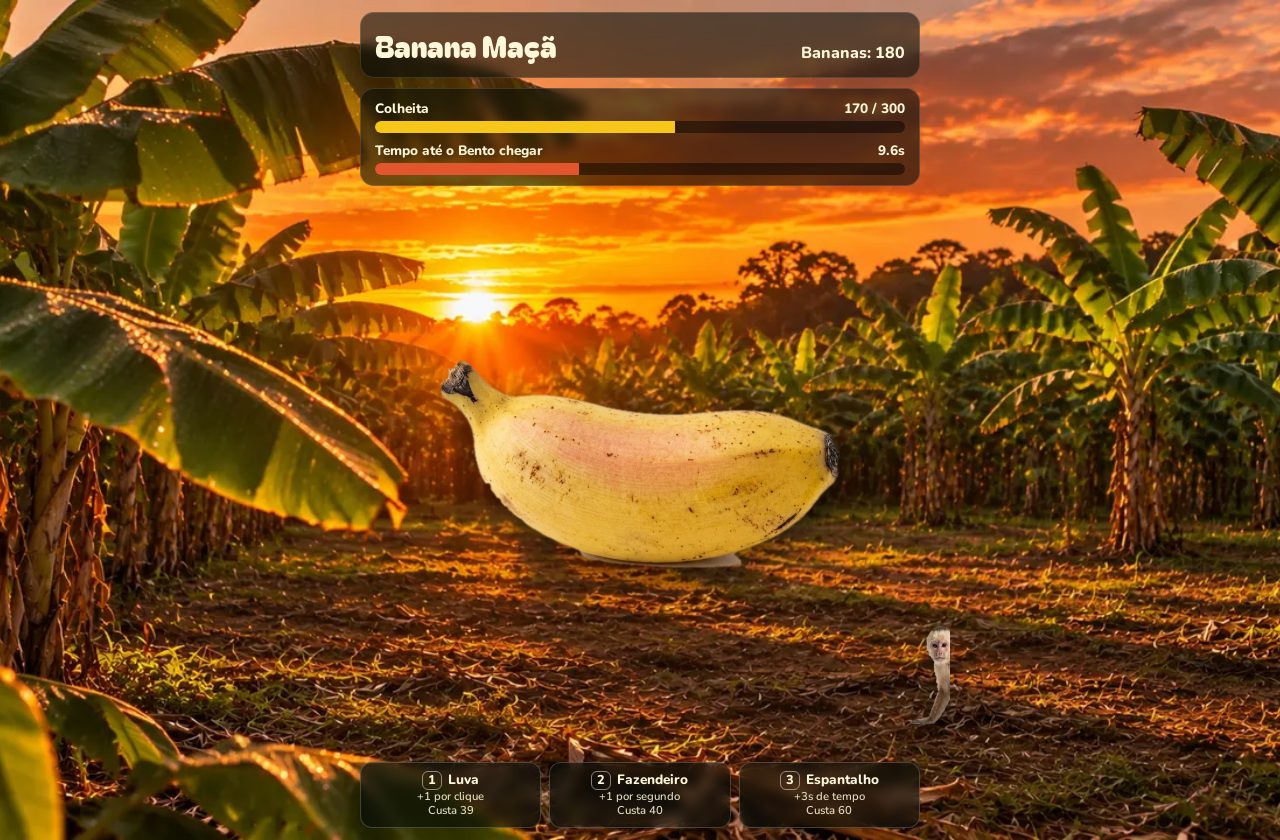 Banana Maçã
Bananas: 180
Colheita
170 / 300
Tempo até o Bento chegar
9.6s
1 Luva
+1 por clique
Custa 39
2 Fazendeiro
+1 por segundo
Custa 40
3 Espantalho
+3s de tempo
Custa 60